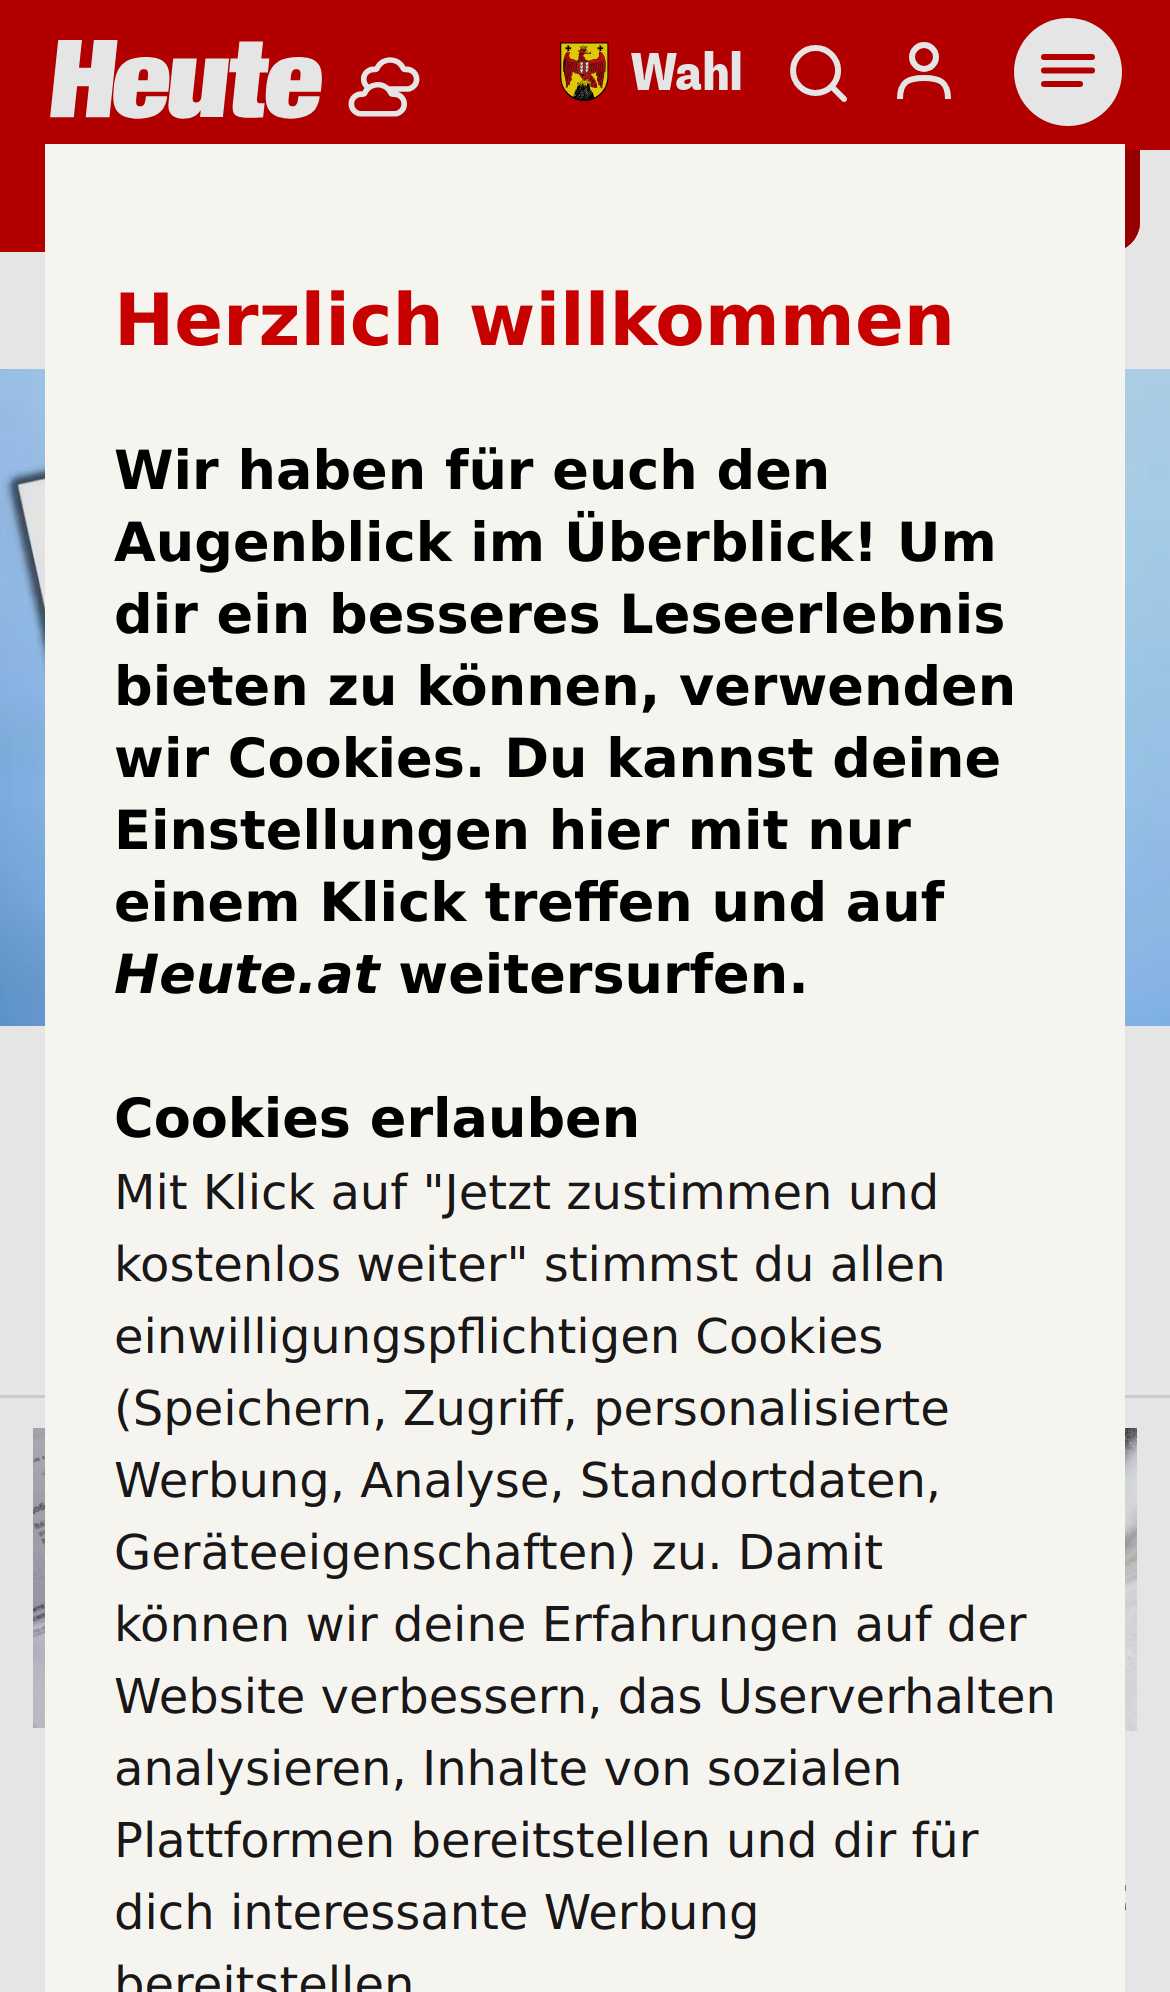 Heute
Wahl
Herzlich willkommen
Wir haben für euch den
Augenblick im Überblick! Um
dir ein besseres Leseerlebnis
bieten zu können, verwenden
wir Cookies. Du kannst deine
Einstellungen hier mit nur
einem Klick treffen und auf
Heute.at weitersurfen.
Cookies erlauben
Mit Klick auf "Jetzt zustimmen und
kostenlos weiter" stimmst du allen
einwilligungspflichtigen Cookies
(Speichern, Zugriff, personalisierte
Werbung, Analyse, Standortdaten,
Geräteeigenschaften) zu. Damit
können wir deine Erfahrungen auf der
Website verbessern, das Userverhalten
analysieren, Inhalte von sozialen
Plattformen bereitstellen und dir für
dich interessante Werbung
bereitstellen